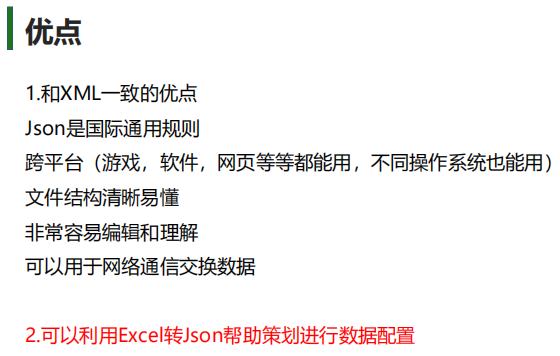 优点
1.和XML一致的优点
Json是国际通用规则
跨平台（游戏，软件，网页等等都能用，不同操作系统也能用）
文件结构清晰易懂
非常容易编辑和理解
可以用于网络通信交换数据
2.可以利用Excel转Json帮助策划进行数据配置